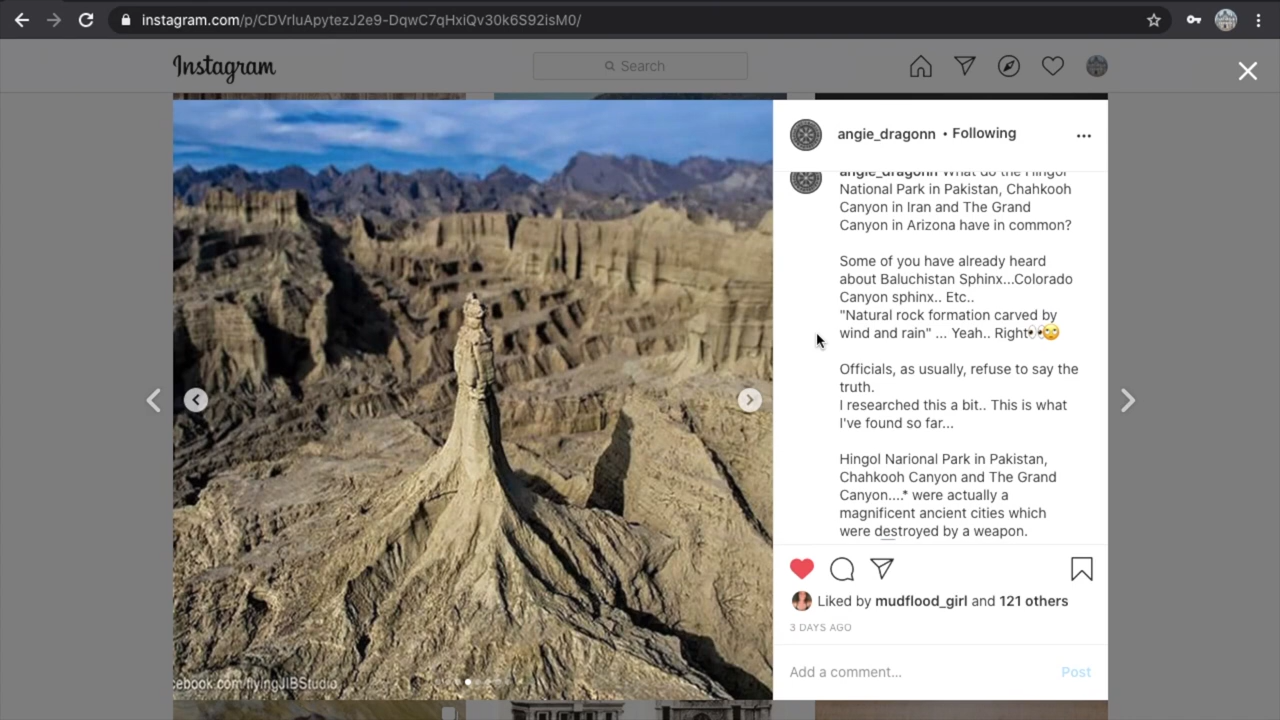 instagram.com/p/CDVrIuApytezJ2e9-DqwC7qHxiQv30k6S92isM0/
Instagram
Search
angie_dragonn • Following
angie_dragonn What do the Hingol
National Park in Pakistan, Chahkooh
Canyon in Iran and The Grand
Canyon in Arizona have in common?
Some of you have already heard
about Baluchistan Sphinx...Colorado
Canyon sphinx.. Etc..
"Natural rock formation carved by
wind and rain" ... Yeah.. Right👀🙄
Officials, as usually, refuse to say the
truth.
I researched this a bit.. This is what
I've found so far...
Hingol Narional Park in Pakistan,
Chahkooh Canyon and The Grand
Canyon....* were actually a
magnificent ancient cities which
were destroyed by a weapon.
Liked by mudflood_girl and 121 others
3 DAYS AGO
Add a comment... Post
cebook.com/flyingJIBStudio